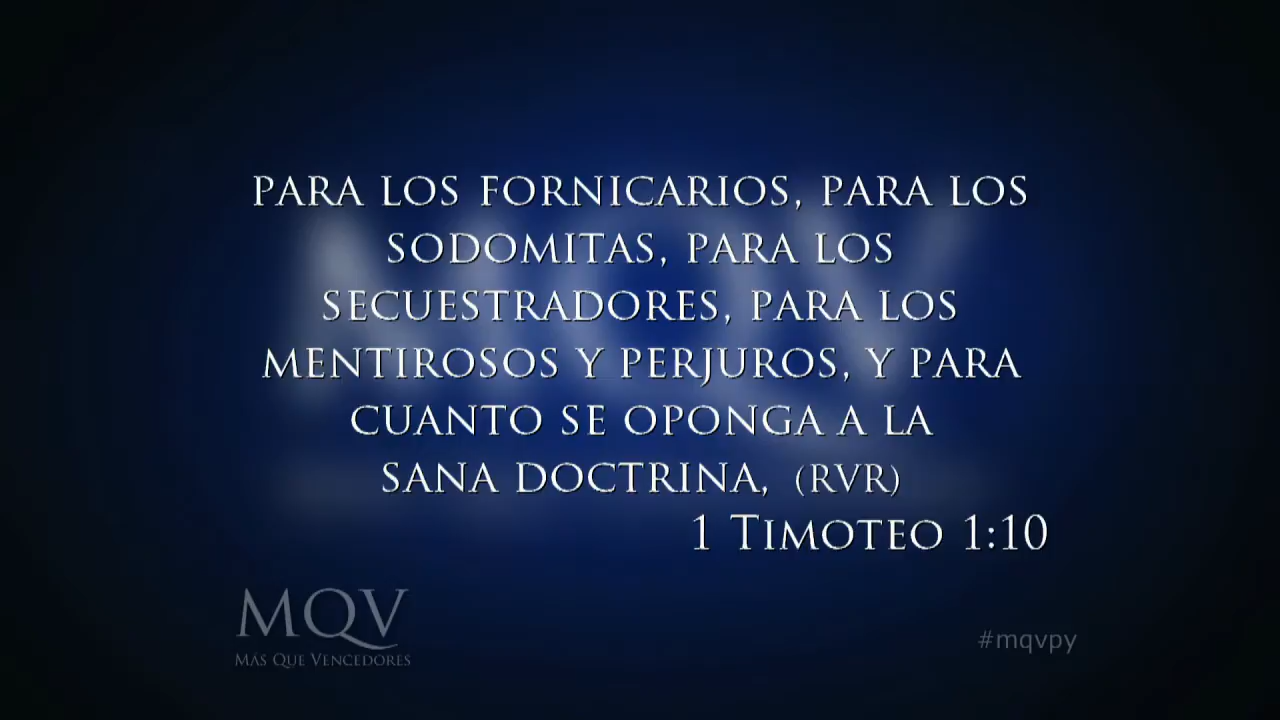 PARA LOS FORNICARIOS, PARA LOS
SODOMITAS, PARA LOS
SECUESTRADORES, PARA LOS
MENTIROSOS Y PERJUROS, Y PARA
CUANTO SE OPONGA A LA
SANA DOCTRINA, (RVR)
1 TIMOTEO 1:10
MQV
MÁS QUE VENCEDORES
#mqvpy